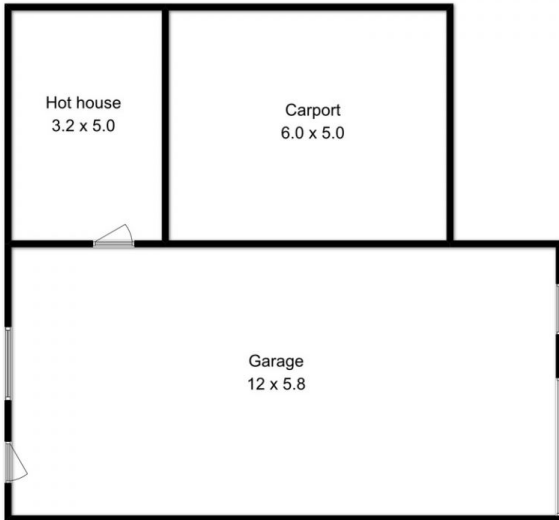 Hot house
3.2 x 5.0
Carport
6.0 x 5.0
Garage
12 x 5.8